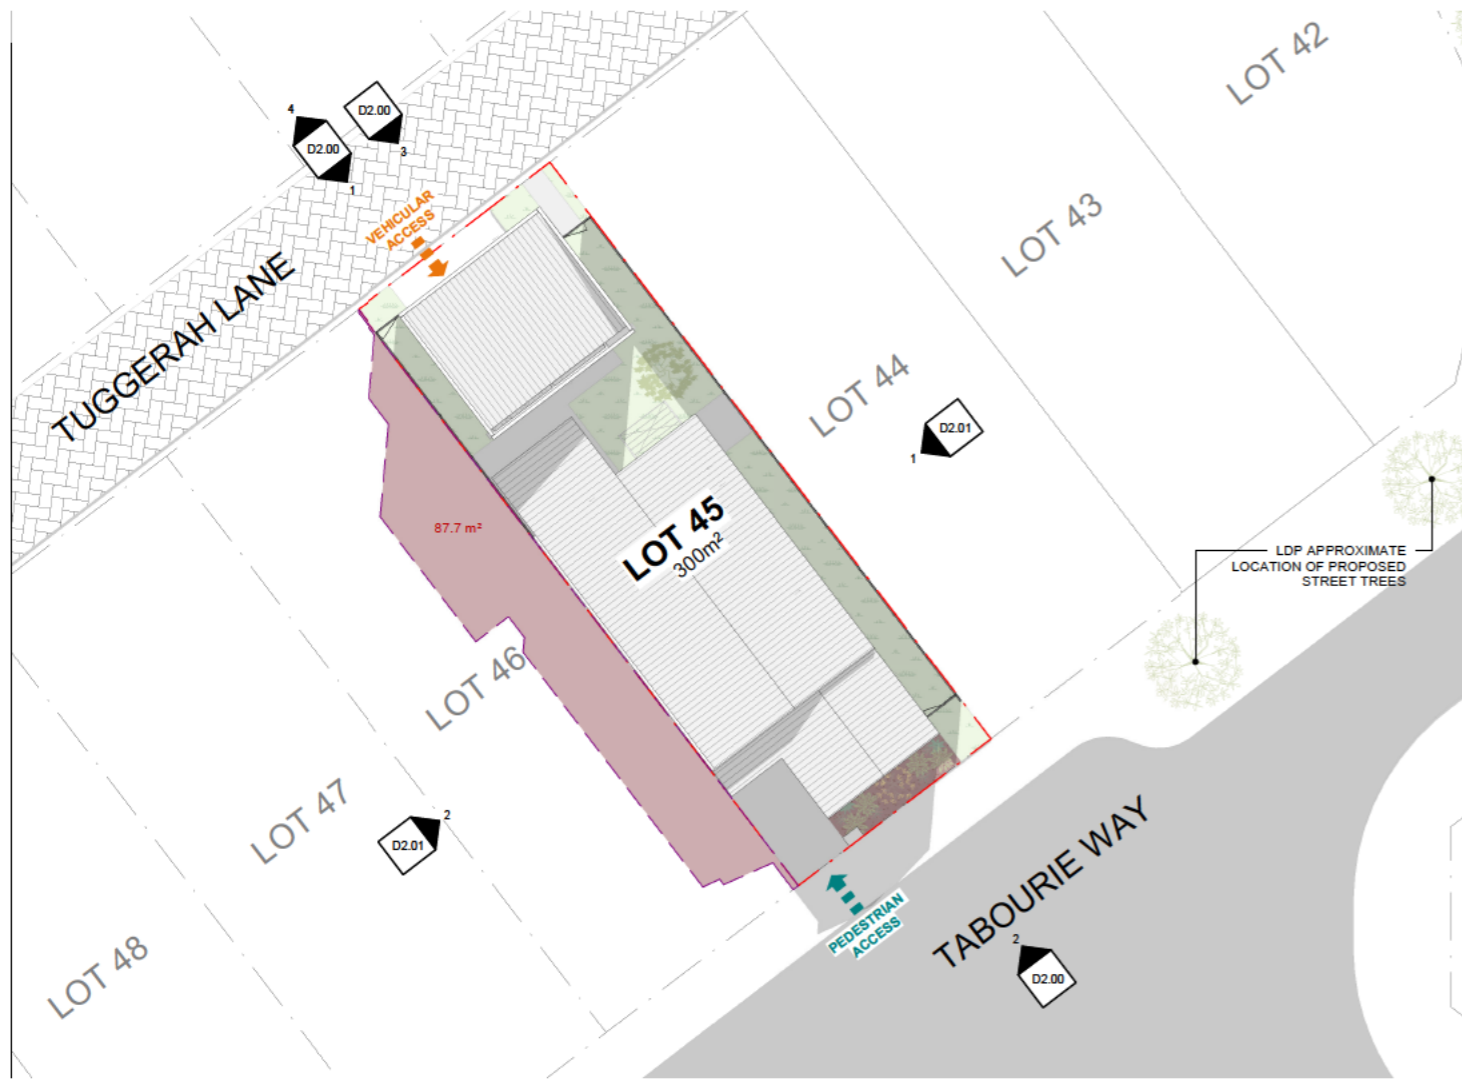 LOT 42
4
D2.00
D2.00
3
1
VEHICULAR
ACCESS
LOT 43
TUGGERAH LANE
LOT 44
D2.01
1
87.7 m²
LOT 45
300m²
LDP APPROXIMATE
LOCATION OF PROPOSED
STREET TREES
LOT 46
LOT 47
2
D2.01
TABOURIE WAY
PEDESTRIAN
ACCESS
LOT 48
2
D2.00